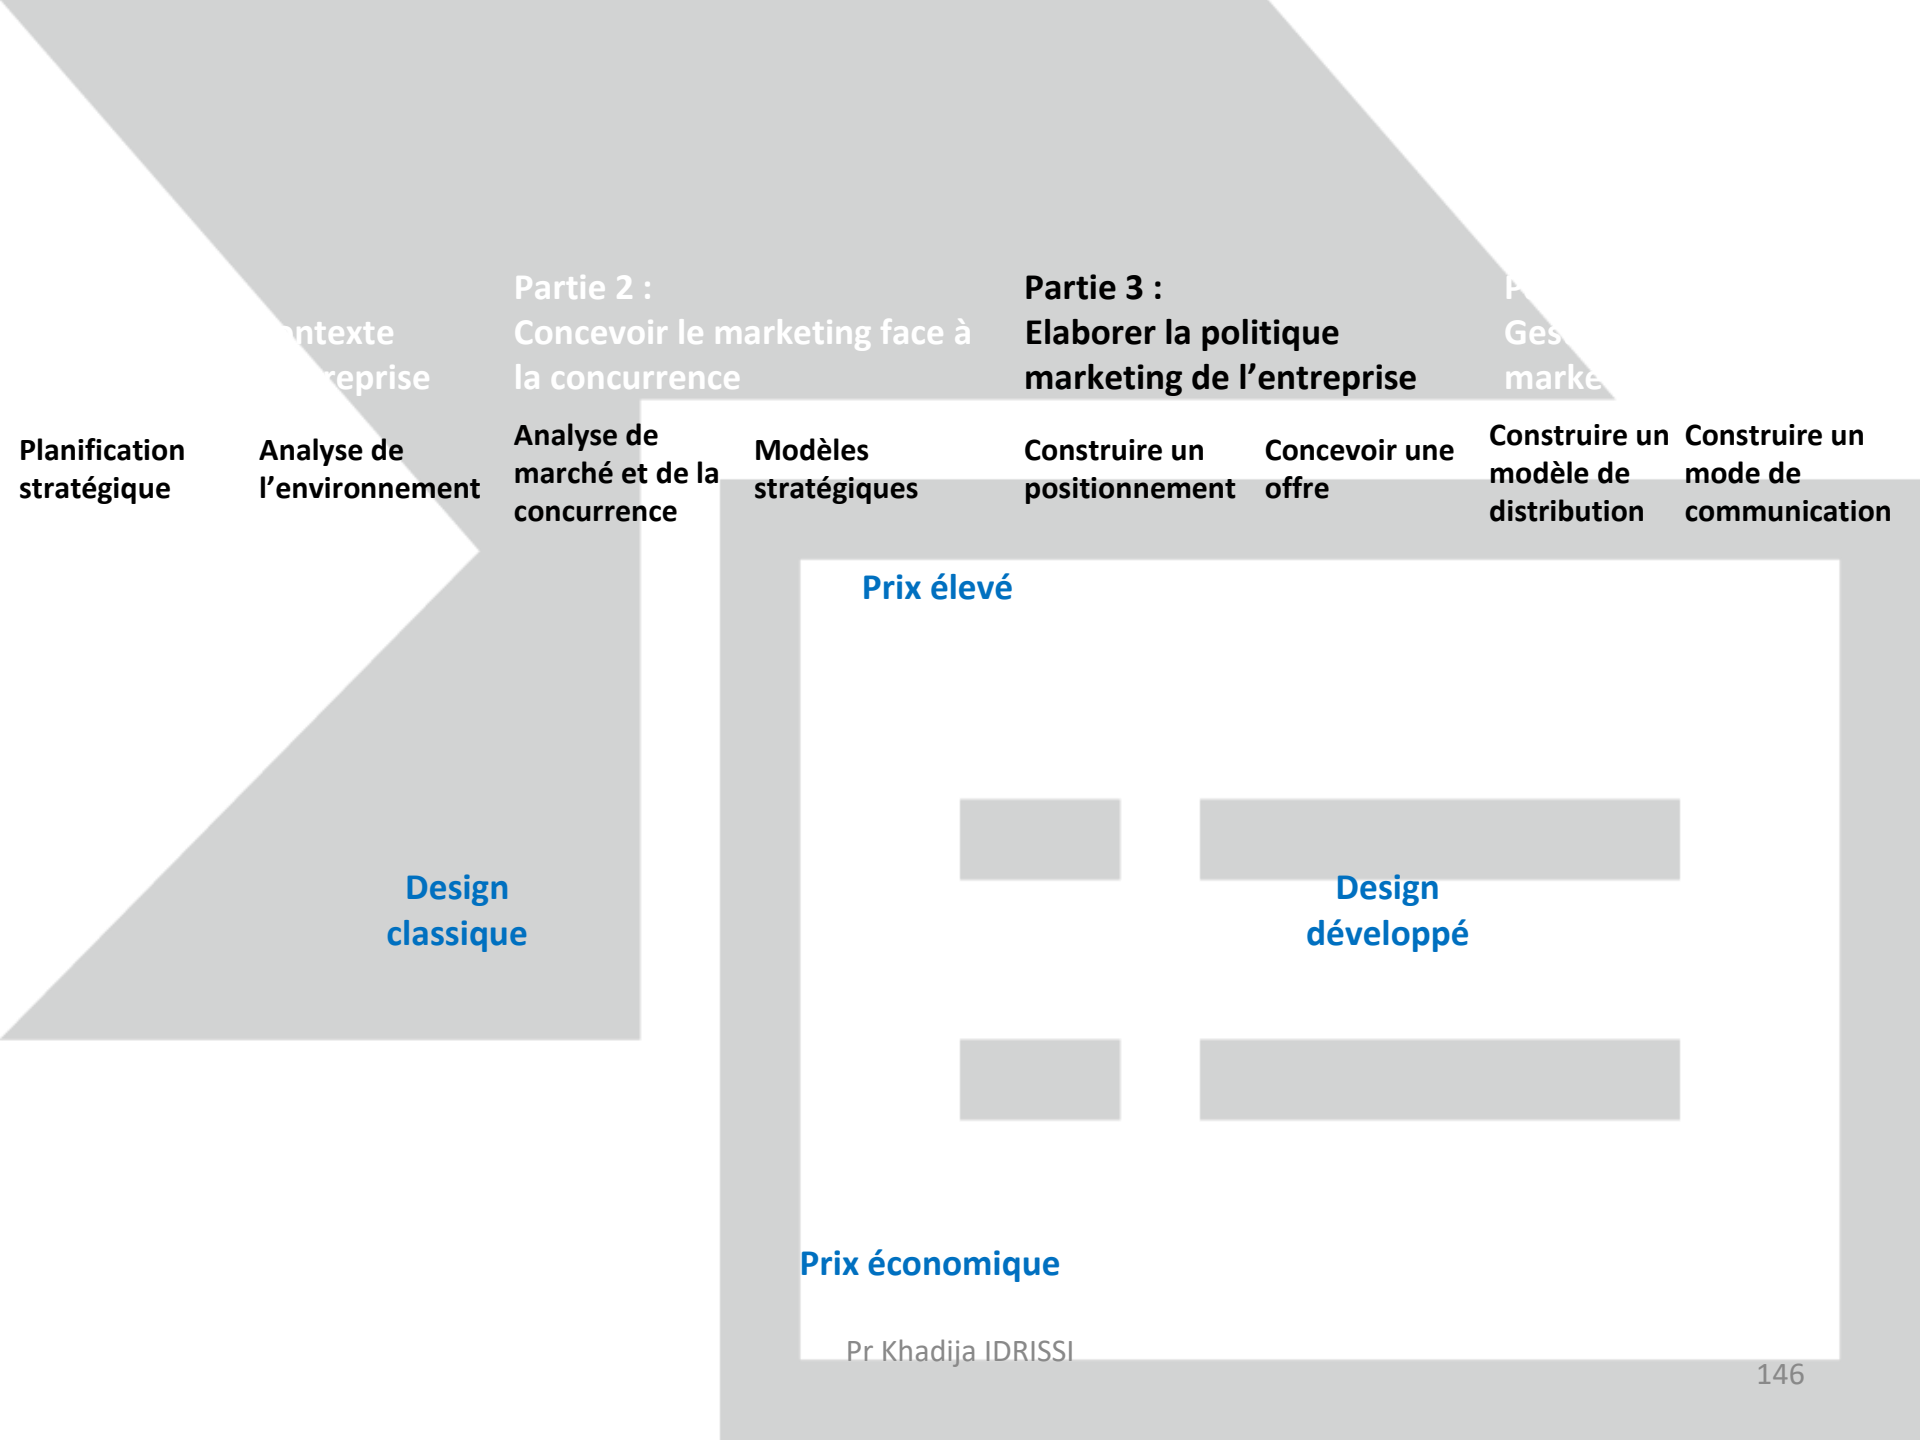 Partie 2 :
Concevoir le marketing face à
la concurrence
Partie 3 :
Elaborer la politique
marketing de l’entreprise
Planification
stratégique
Analyse de
l’environnement
Analyse de
marché et de la
concurrence
Modèles
stratégiques
Construire un
positionnement
Concevoir une
offre
Construire un
modèle de
distribution
Construire un
mode de
communication
Prix élevé
Design
classique
Design
développé
Prix économique
Pr Khadija IDRISSI
146